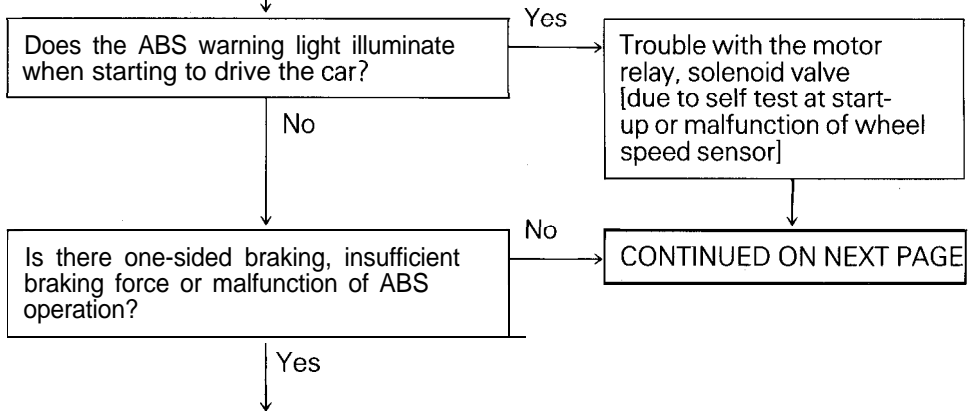 Does the ABS warning light illuminate
when starting to drive the car?
Yes
Trouble with the motor
relay, solenoid valve
[due to self test at start-
up or malfunction of wheel
speed sensor]
No
Is there one-sided braking, insufficient
braking force or malfunction of ABS
operation?
No
CONTINUED ON NEXT PAGE
Yes